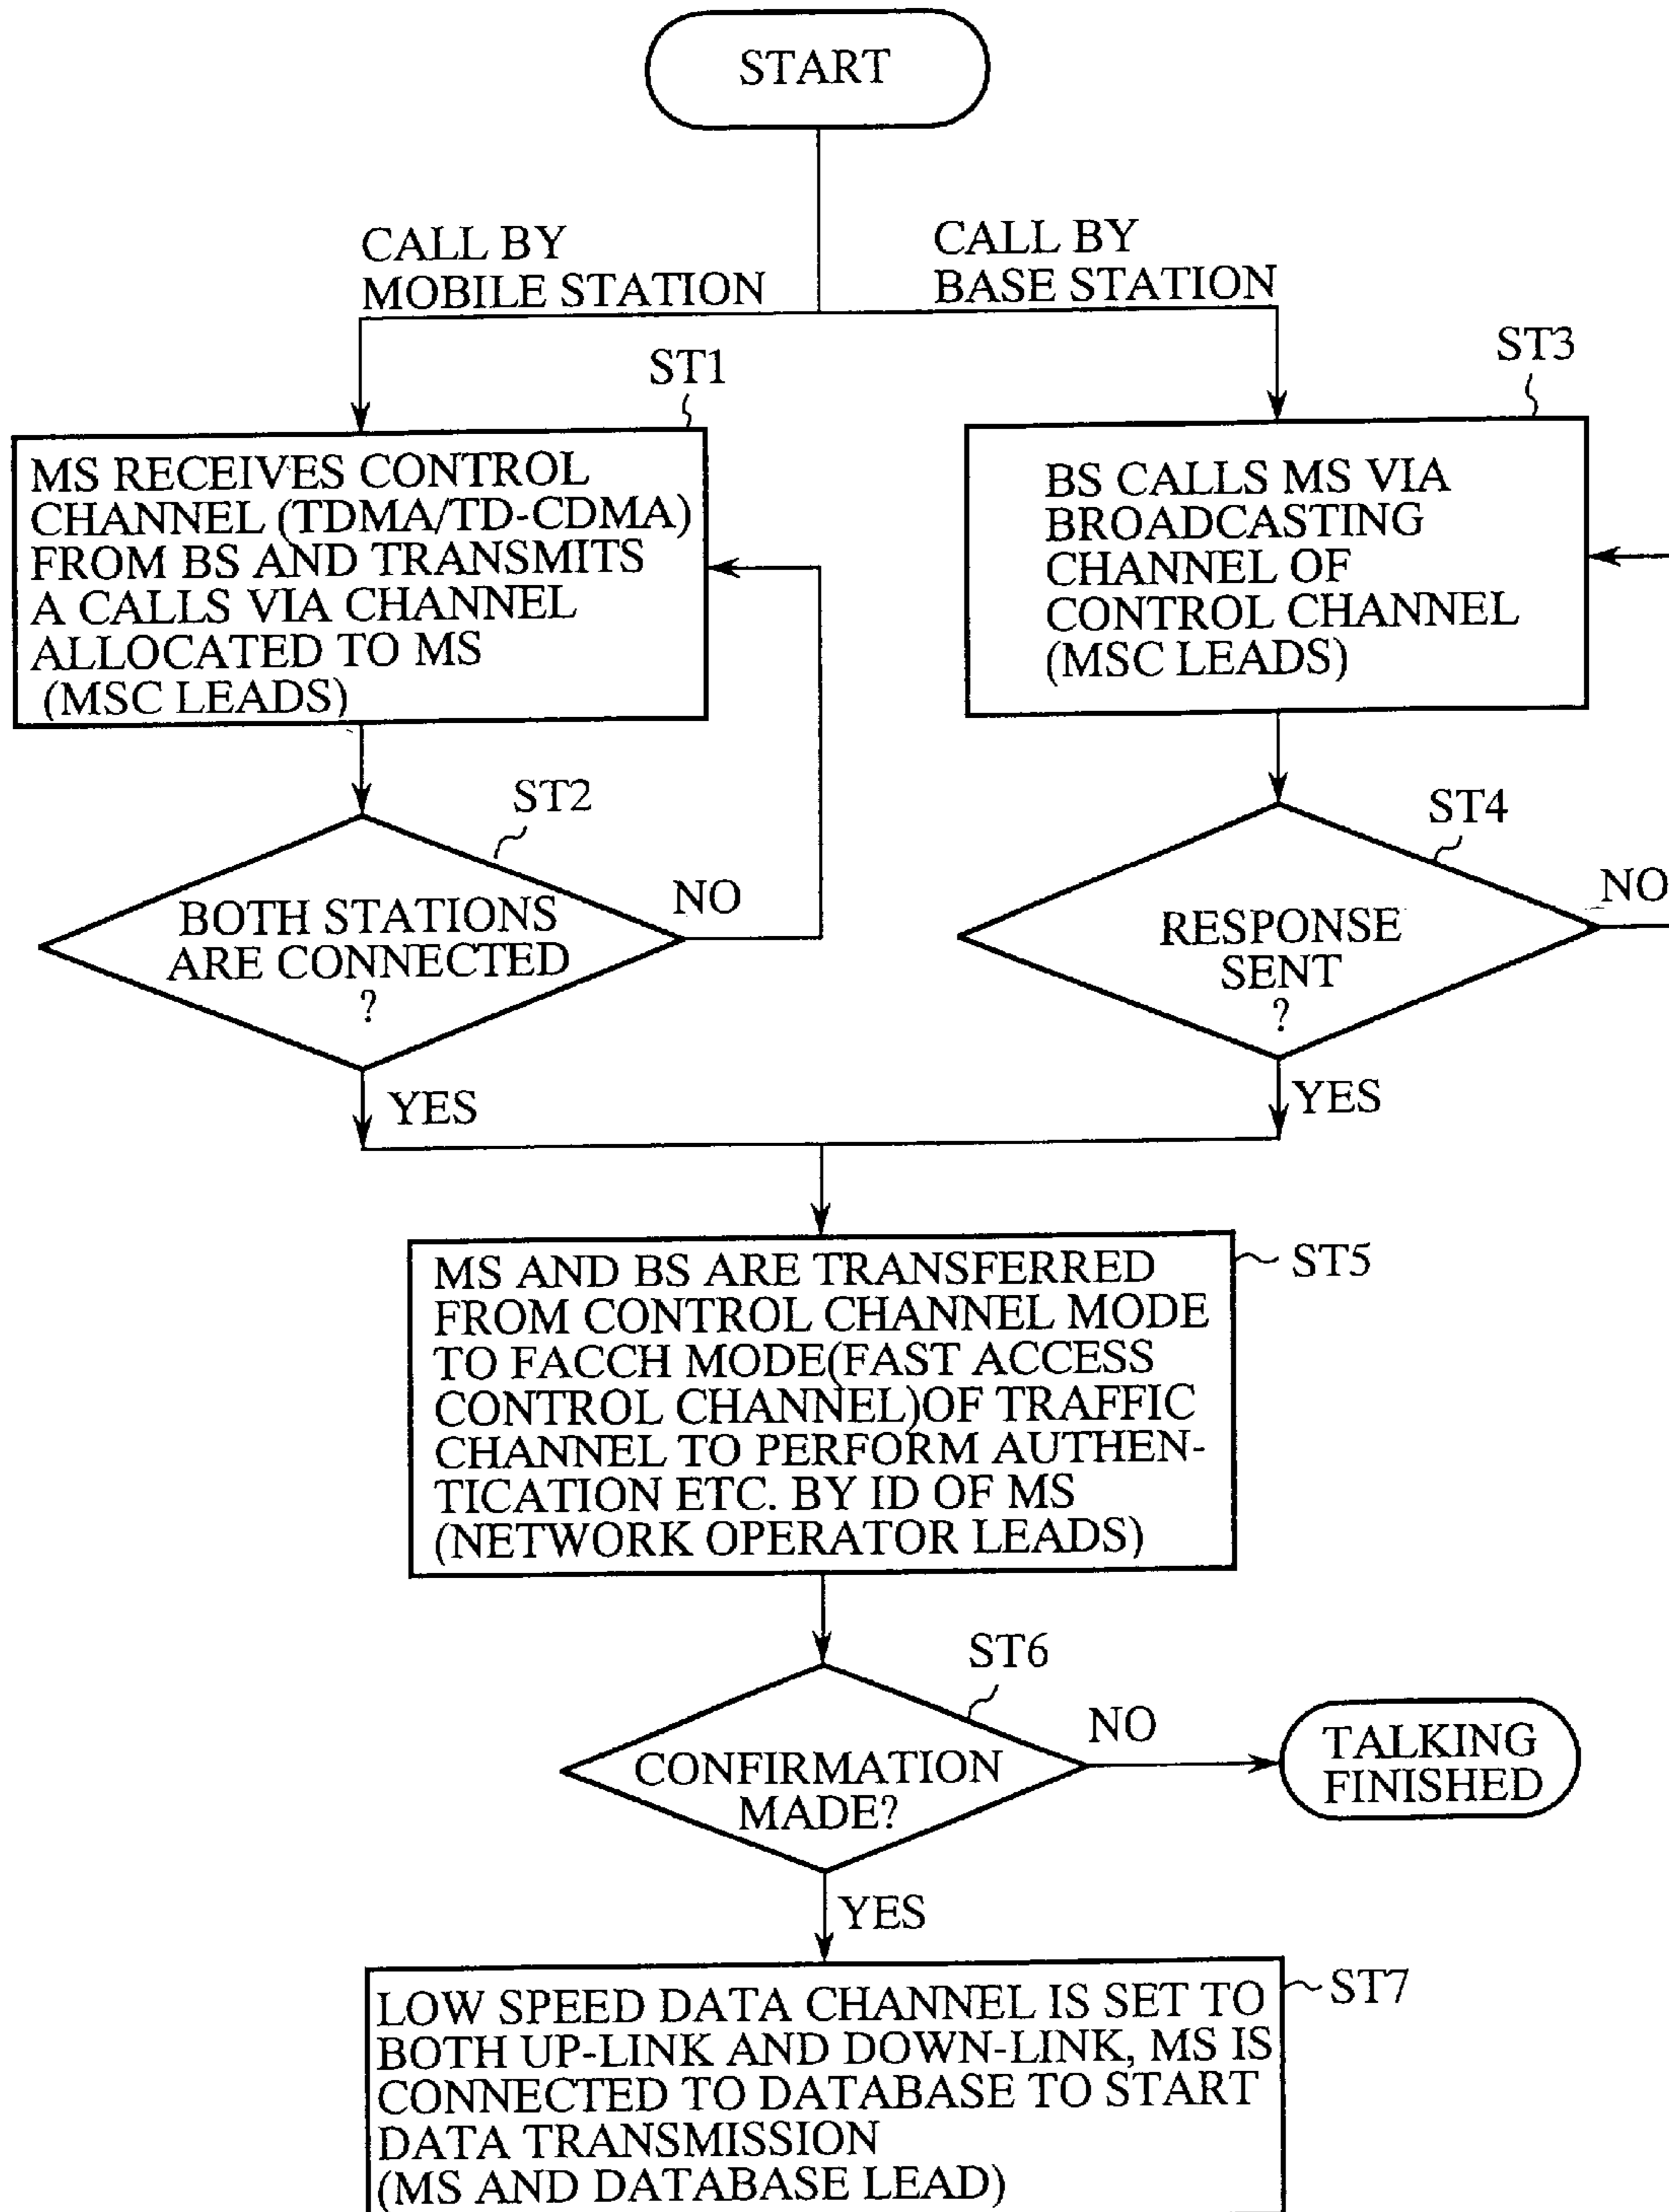 START
CALL BY
MOBILE STATION
CALL BY
BASE STATION
ST1
MS RECEIVES CONTROL
CHANNEL (TDMA/TD-CDMA)
FROM BS AND TRANSMITS
A CALLS VIA CHANNEL
ALLOCATED TO MS
(MSC LEADS)
ST3
BS CALLS MS VIA
BROADCASTING
CHANNEL OF
CONTROL CHANNEL
(MSC LEADS)
ST2
BOTH STATIONS
ARE CONNECTED
?
NO
YES
ST4
RESPONSE
SENT
?
NO
YES
MS AND BS ARE TRANSFERRED
FROM CONTROL CHANNEL MODE
TO FACCH MODE(FAST ACCESS
CONTROL CHANNEL)OF TRAFFIC
CHANNEL TO PERFORM AUTHEN-
TICATION ETC. BY ID OF MS
(NETWORK OPERATOR LEADS)
ST5
ST6
CONFIRMATION
MADE?
NO
TALKING
FINISHED
YES
LOW SPEED DATA CHANNEL IS SET TO
BOTH UP-LINK AND DOWN-LINK, MS IS
CONNECTED TO DATABASE TO START
DATA TRANSMISSION
(MS AND DATABASE LEAD)
ST7